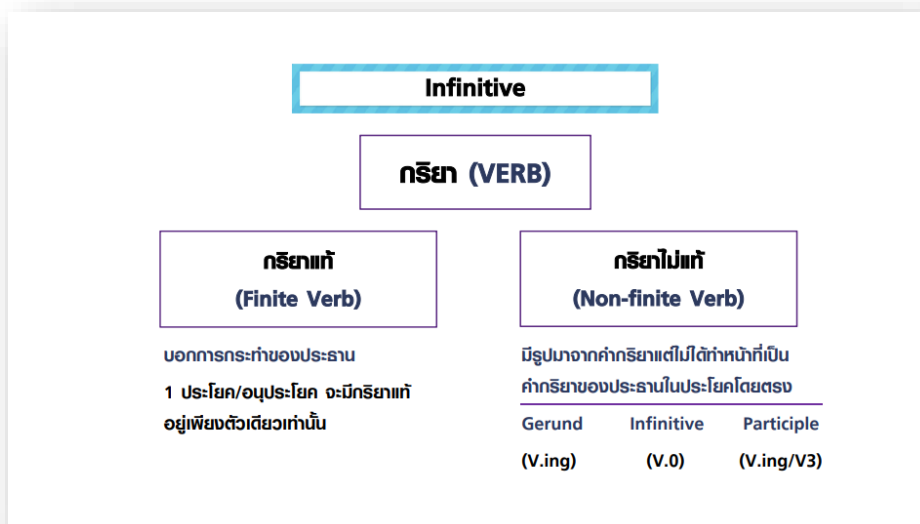 Infinitive
กริยา (VERB)
กริยาแท้
(Finite Verb)
บอกการกระทำของประธาน
1 ประโยค/อนุประโยค จะมีกริยาแท้
อยู่เพียงตัวเดียวเท่านั้น
กริยาไม่แท้
(Non-finite Verb)
มีรูปมาจากคำกริยาแต่ไม่ได้ทำหน้าที่เป็น
คำกริยาของประธานในประโยคโดยตรง
Gerund Infinitive Participle
(V.ing) (V.0) (V.ing/V3)